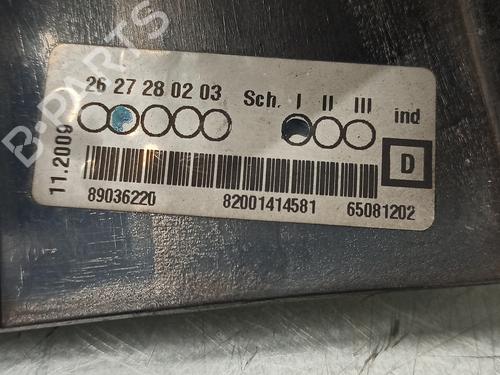 B-PARTS
26 27 28 02 03 Sch. I II III ind
11.2009
D
89036220 82001414581 65081202